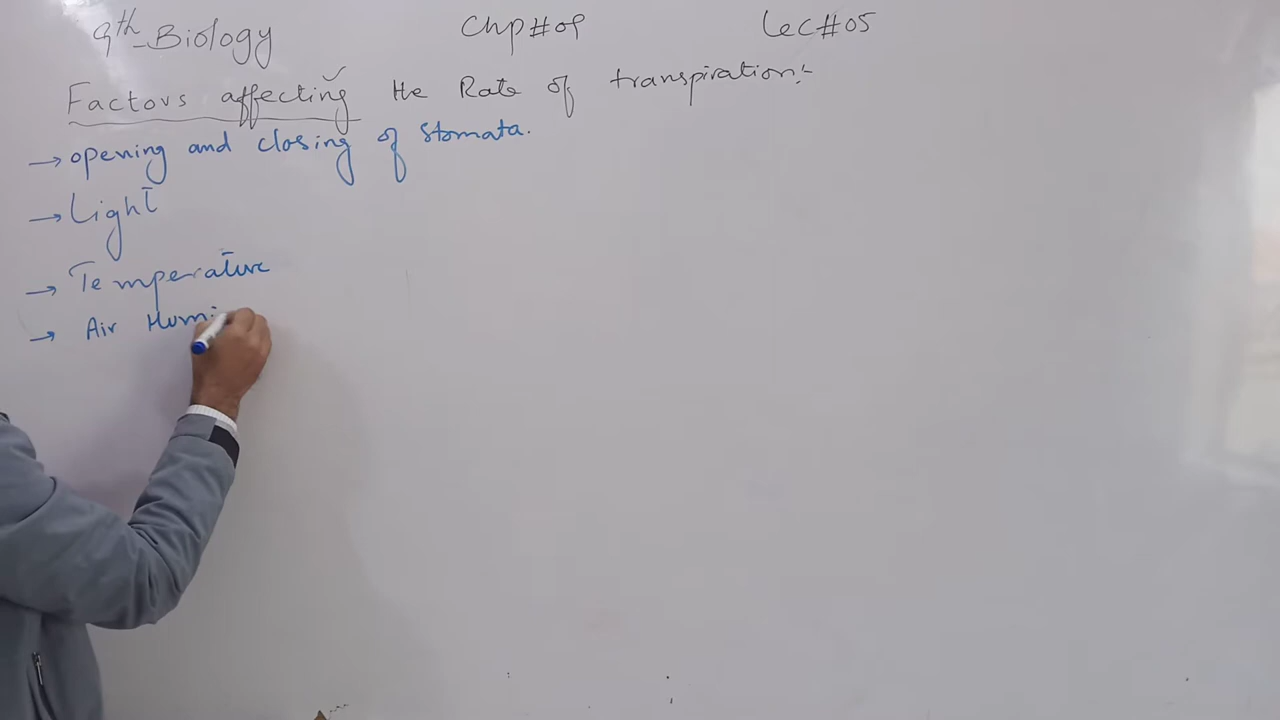 9th-Biology Chp#09 Lec#05
Factors affecting the Rate of transpiration:-
→ opening and closing of stomata.
→ Light
→ Temperature
→ Air Humi